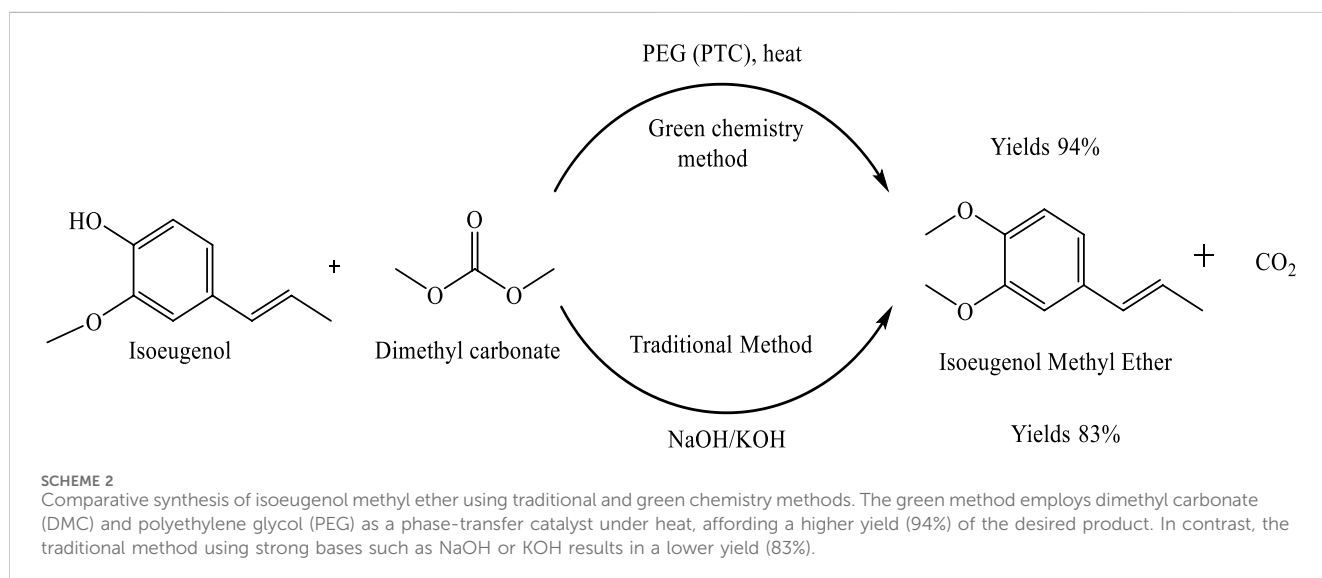 PEG (PTC), heat
Green chemistry
method
Yields 94%
HO
O
O
O
O
+
Isoeugenol
Dimethyl carbonate
O
O
+
CO2
Isoeugenol Methyl Ether
Traditional Method
NaOH/KOH
Yields 83%
SCHEME 2
Comparative synthesis of isoeugenol methyl ether using traditional and green chemistry methods. The green method employs dimethyl carbonate
(DMC) and polyethylene glycol (PEG) as a phase-transfer catalyst under heat, affording a higher yield (94%) of the desired product. In contrast, the
traditional method using strong bases such as NaOH or KOH results in a lower yield (83%).